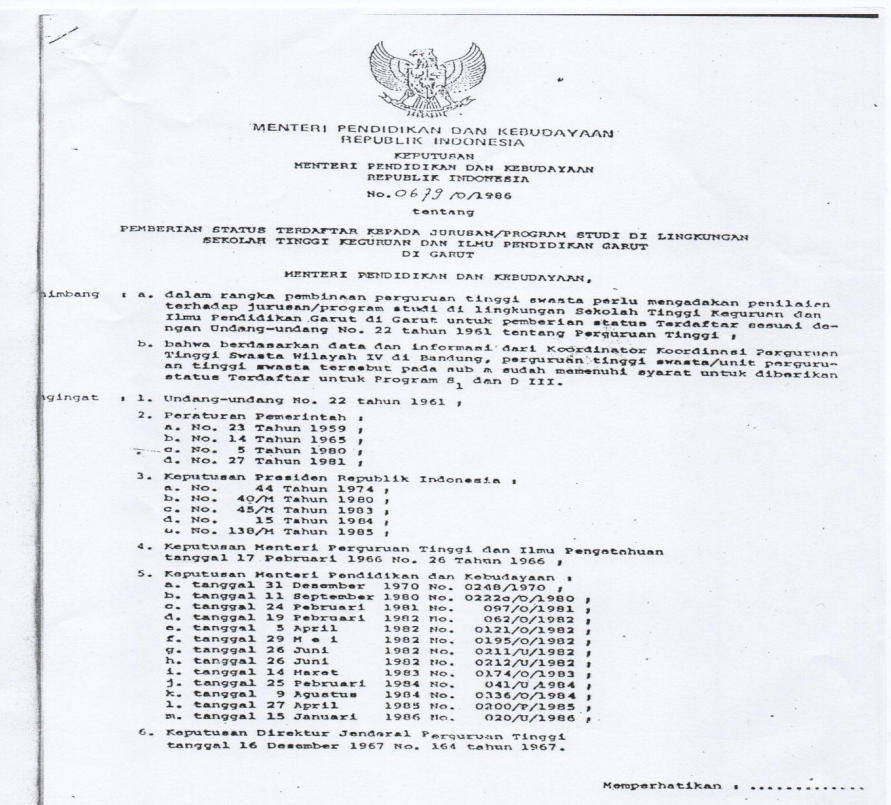 MENTERI PENDIDIKAN DAN KEBUDAYAAN
REPUBLIK INDONESIA
KEPUTUSAN
MENTERI PENDIDIKAN DAN KEBUDAYAAN
REPUBLIK INDONESIA
No. 0679 /O/1986
tentang
PEMBERIAN STATUS TERDAFTAR KEPADA JURUSAN/PROGRAM STUDI DI LINGKUNGAN
SEKOLAH TINGGI KEGURUAN DAN ILMU PENDIDIKAN GARUT
DI GARUT
MENTERI PENDIDIKAN DAN KEBUDAYAAN,
nimbang : a. dalam rangka pembinaan perguruan tinggi swasta perlu mengadakan penilaian
terhadap jurusan/program studi di lingkungan Sekolah Tinggi Keguruan dan
Ilmu Pendidikan Garut di Garut untuk pemberian status Terdaftar sesuai de-
ngan Undang-undang No. 22 tahun 1961 tentang Perguruan Tinggi ;
b. bahwa berdasarkan data dan informasi dari Koordinator Koordinasi Perguruan
Tinggi Swasta Wilayah IV di Bandung, perguruan tinggi swasta/unit perguru-
an tinggi swasta tersebut pada sub a sudah memenuhi syarat untuk diberikan
status Terdaftar untuk Program S1 dan D III.
ngingat : 1. Undang-undang No. 22 tahun 1961 ;
2. Peraturan Pemerintah :
a. No. 23 Tahun 1959 ;
b. No. 14 Tahun 1965 ;
c. No. 5 Tahun 1980 ;
d. No. 27 Tahun 1981 ;
3. Keputusan Presiden Republik Indonesia :
a. No. 44 Tahun 1974 ;
b. No. 40/M Tahun 1980 ;
c. No. 45/M Tahun 1983 ;
d. No. 15 Tahun 1984 ;
e. No. 138/M Tahun 1985 ;
4. Keputusan Menteri Perguruan Tinggi dan Ilmu Pengetahuan
tanggal 17 Pebruari 1966 No. 26 Tahun 1966 ;
5. Keputusan Menteri Pendidikan dan Kebudayaan :
a. tanggal 31 Desember 1970 No. 0248/1970 ;
b. tanggal 11 September 1980 No. 0222c/O/1980 ;
c. tanggal 24 Pebruari 1981 No. 097/O/1981 ;
d. tanggal 19 Pebruari 1982 No. 062/O/1982 ;
e. tanggal 5 April 1982 No. 0121/O/1982 ;
f. tanggal 29 M e i 1982 No. 0195/O/1982 ;
g. tanggal 26 Juni 1982 No. 0211/U/1982 ;
h. tanggal 26 Juni 1982 No. 0212/U/1982 ;
i. tanggal 14 Maret 1983 No. 0174/O/1983 ;
j. tanggal 25 Pebruari 1984 No. 041/U/1984 ;
k. tanggal 9 Agustus 1984 No. 0336/O/1984 ;
l. tanggal 27 April 1985 No. 0200/P/1985 ;
m. tanggal 15 Januari 1986 No. 020/U/1986 ;
6. Keputusan Direktur Jenderal Perguruan Tinggi
tanggal 16 Desember 1967 No. 164 tahun 1967.
Memperhatikan : .............